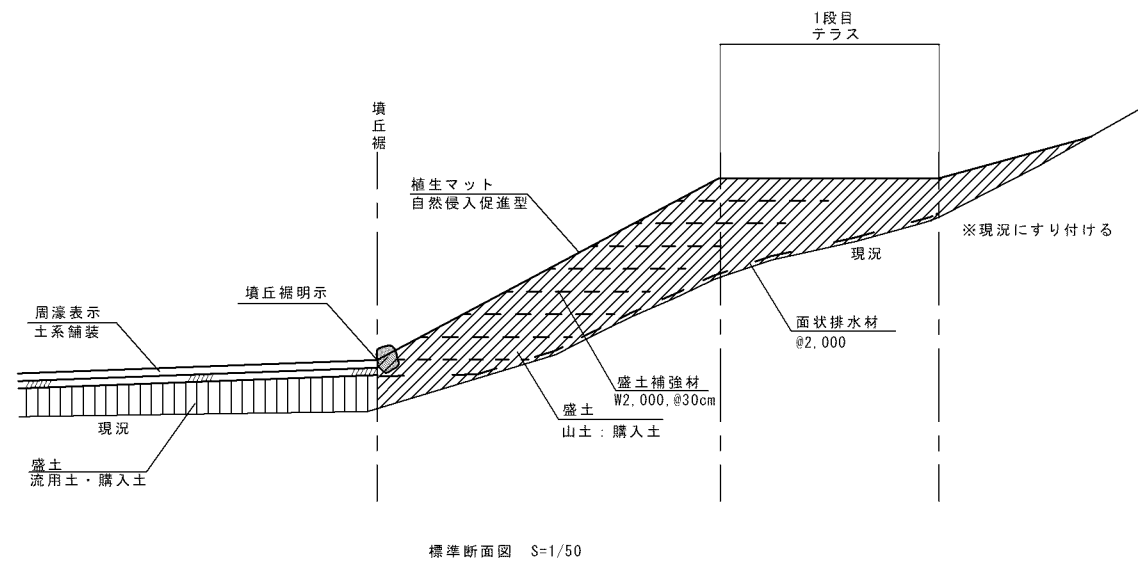 1段目
テラス
墳丘裾
植生マット
自然侵入促進型
※現況にすり付ける
現況
墳丘裾明示
周濠表示
土系舗装
面状排水材
@2,000
盛土補強材
W2,000,@30cm
盛土
山土：購入土
現況
盛土
流用土・購入土
標準断面図 S=1/50